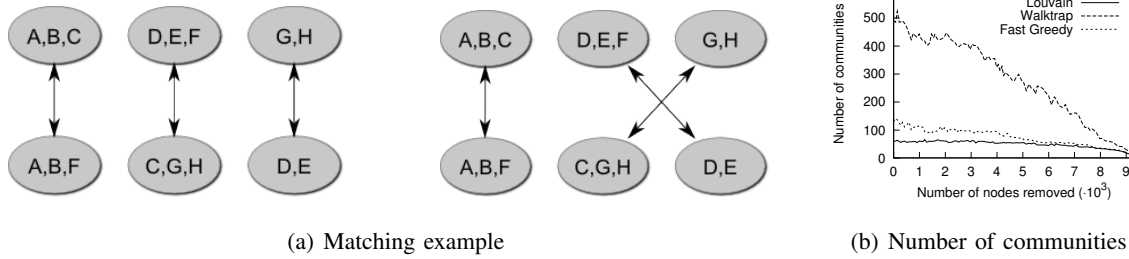 A,B,C D,E,F G,H
A,B,F C,G,H D,E
A,B,C D,E,F G,H
A,B,F C,G,H D,E
(a) Matching example
Number of communities
500
400
300
200
100
0
0 1 2 3 4 5 6 7 8 9
Number of nodes removed (·10³)
Louvain
Walktrap
Fast Greedy
(b) Number of communities